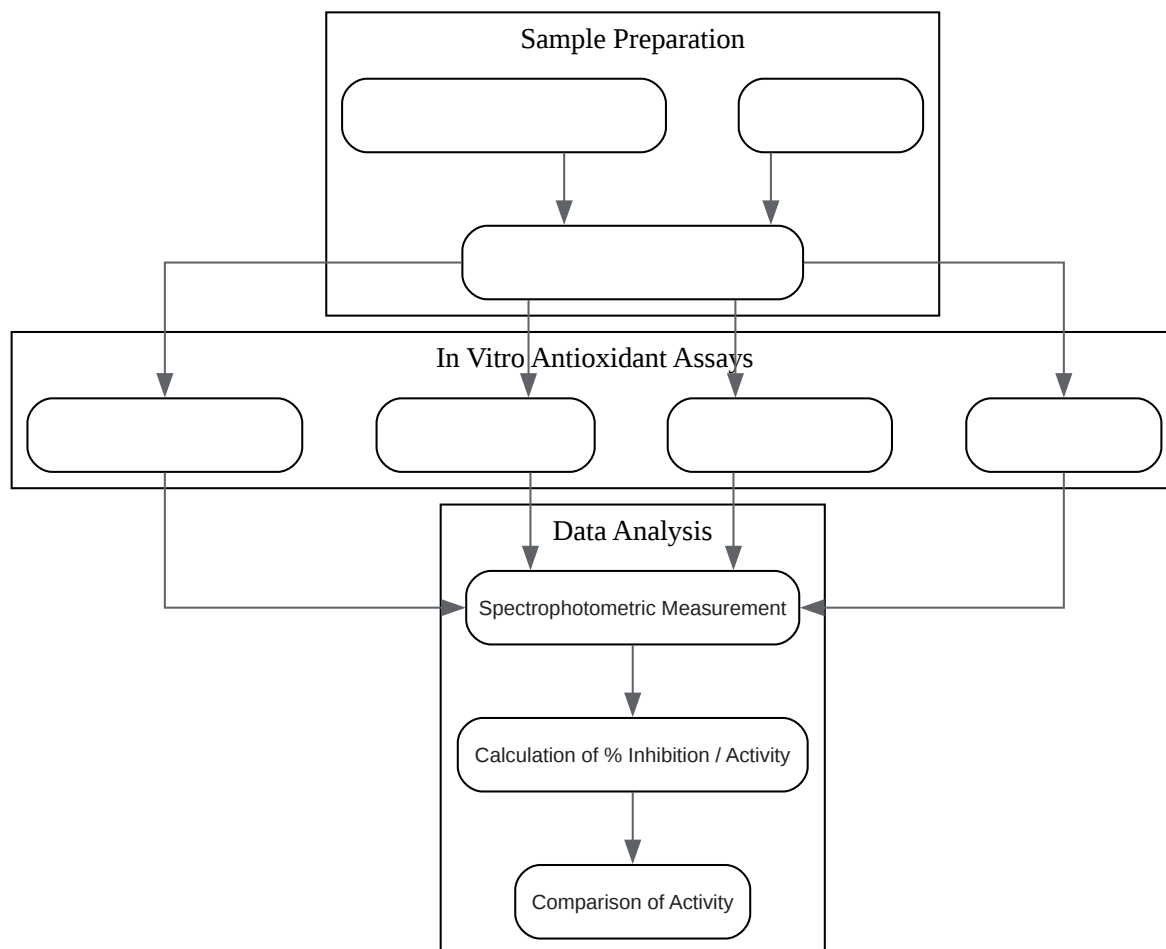 Sample Preparation
In Vitro Antioxidant Assays
Data Analysis
Spectrophotometric Measurement
Calculation of % Inhibition / Activity
Comparison of Activity